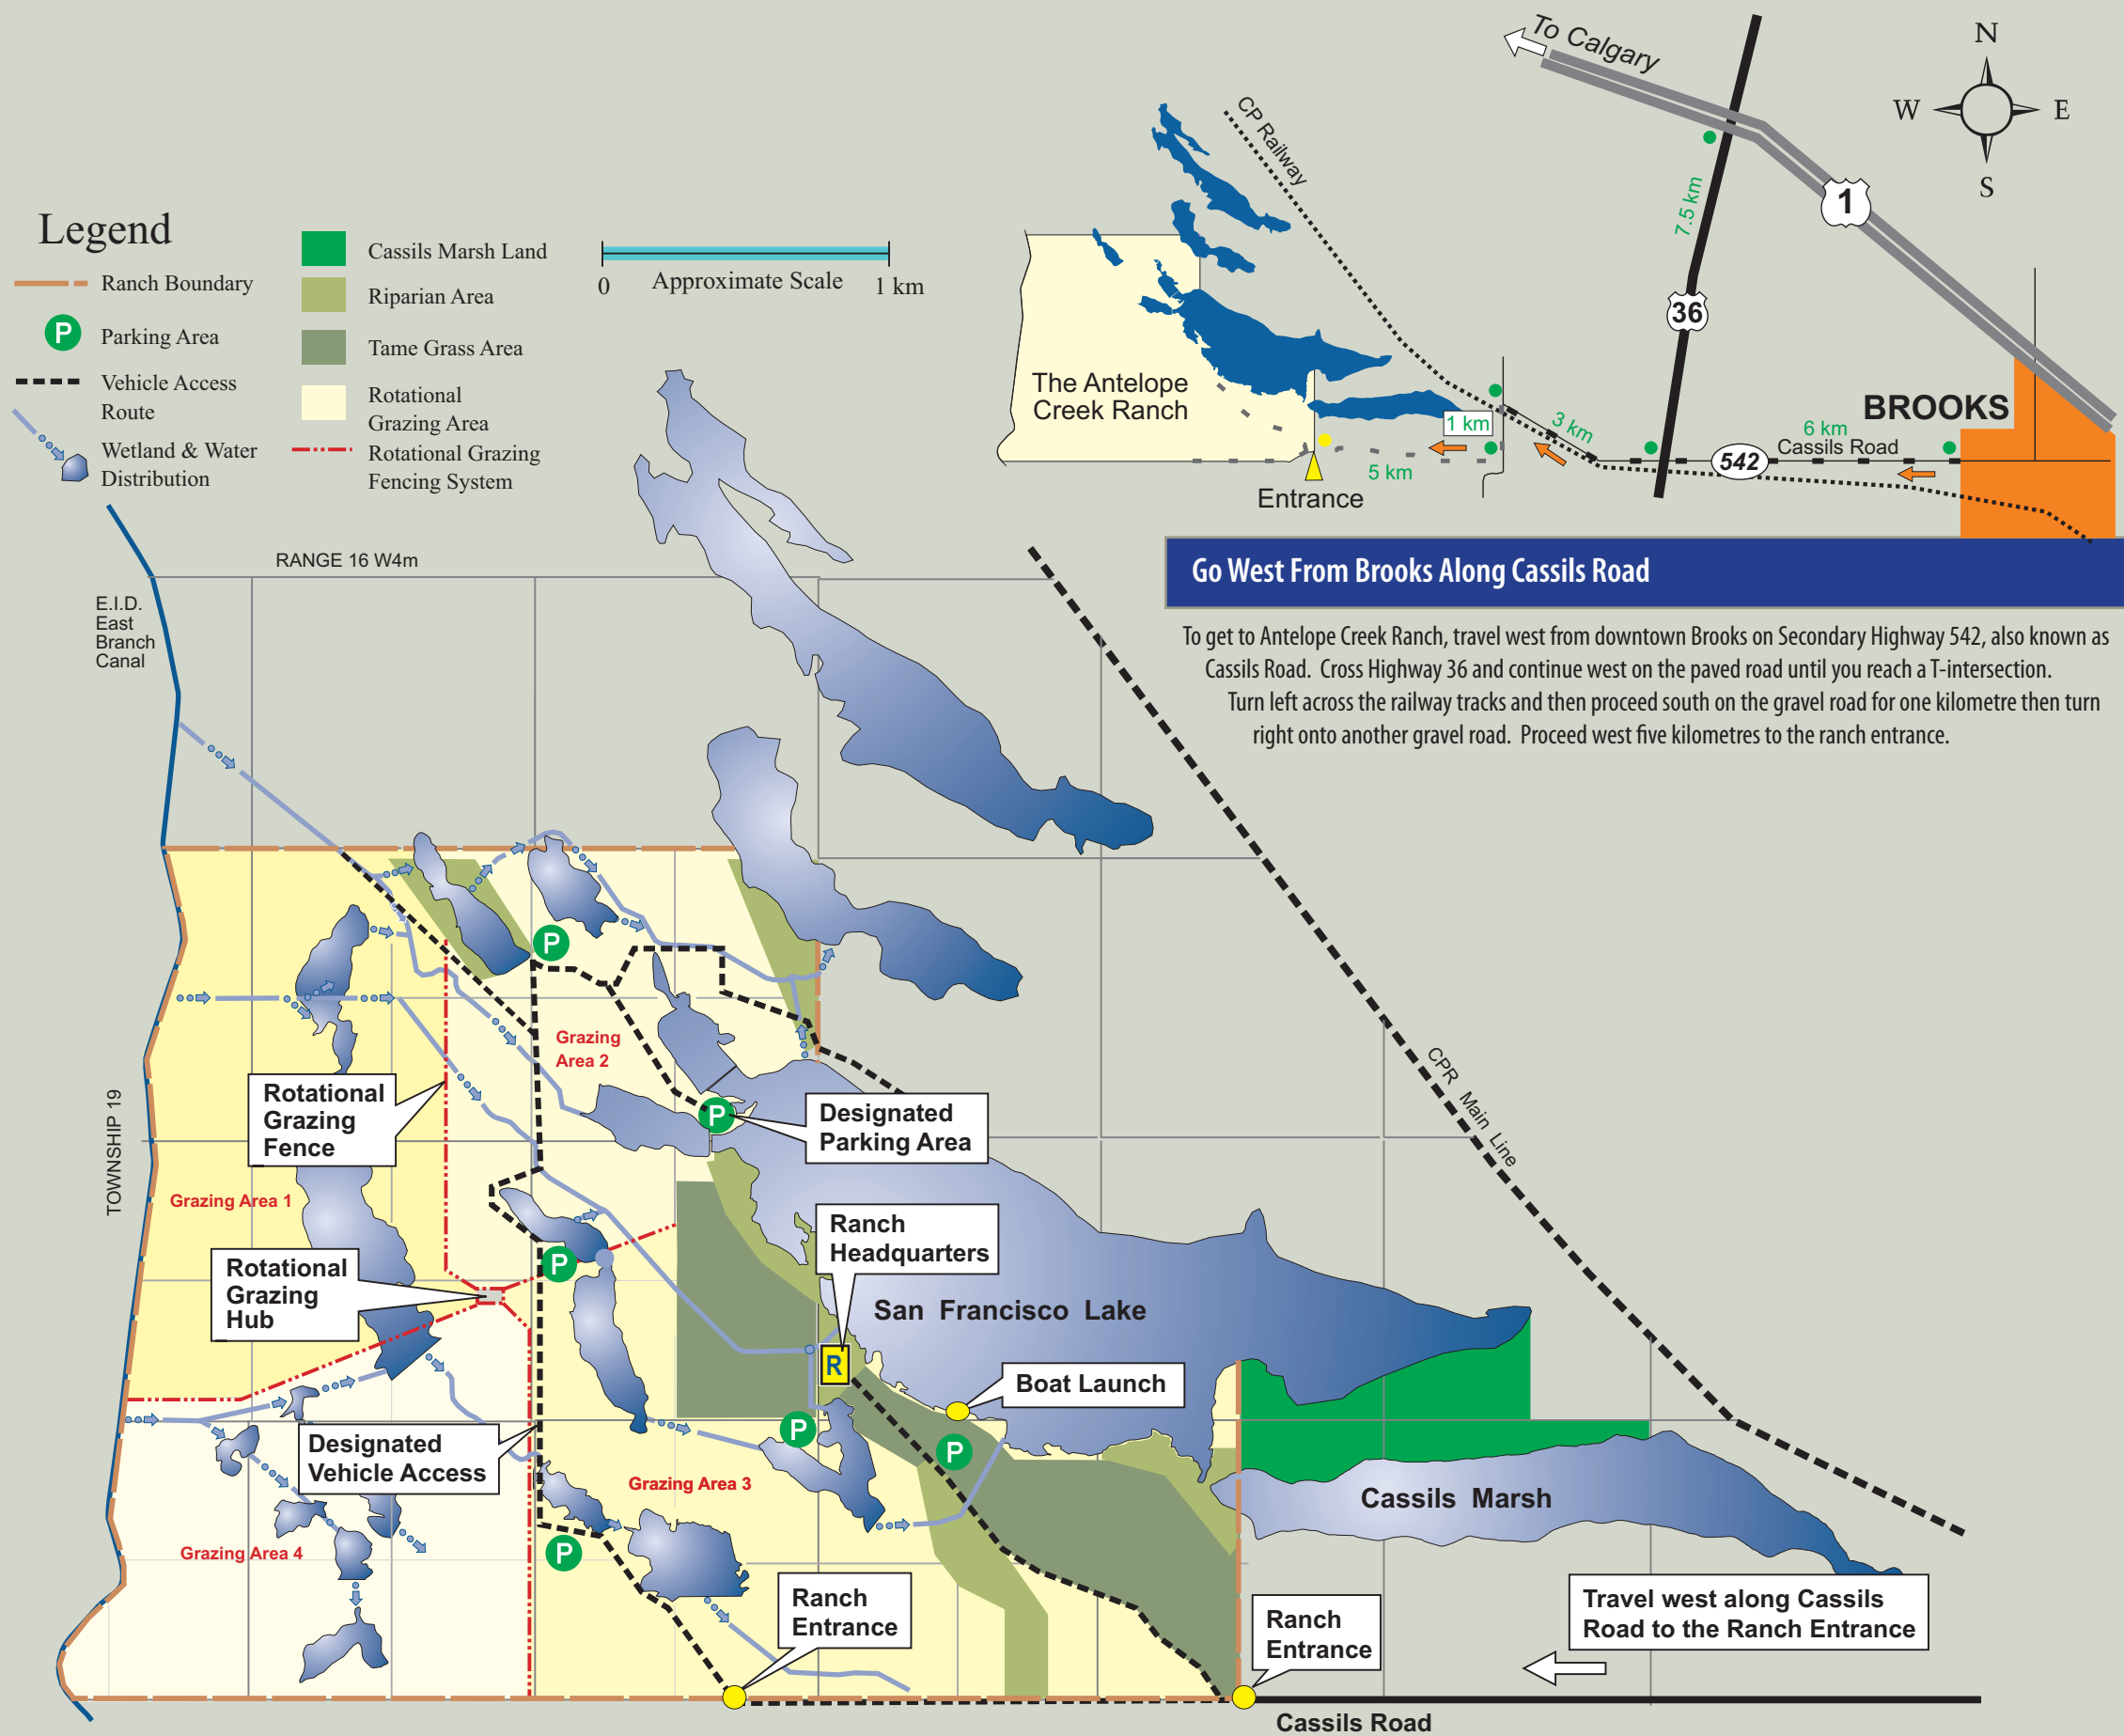 To Calgary
N
W
E
S
CP Railway
7.5 km
1
36
Legend
Ranch Boundary
P
Parking Area
Vehicle Access
Route
Wetland & Water
Distribution
Cassils Marsh Land
Riparian Area
Tame Grass Area
Rotational
Grazing Area
Rotational Grazing
Fencing System
0
Approximate Scale
1 km
The Antelope
Creek Ranch
1 km
3 km
BROOKS
6 km
Cassils Road
542
5 km
Entrance
Go West From Brooks Along Cassils Road
To get to Antelope Creek Ranch, travel west from downtown Brooks on Secondary Highway 542, also known as
Cassils Road. Cross Highway 36 and continue west on the paved road until you reach a T-intersection.
Turn left across the railway tracks and then proceed south on the gravel road for one kilometre then turn
right onto another gravel road. Proceed west five kilometres to the ranch entrance.
RANGE 16 W4m
E.I.D.
East
Branch
Canal
TOWNSHIP 19
P
Grazing
Area 2
Rotational
Grazing
Fence
P
Designated
Parking Area
CPR Main Line
Grazing Area 1
Ranch
Headquarters
Rotational
Grazing
Hub
P
San Francisco Lake
R
Boat Launch
P
P
Designated
Vehicle Access
Grazing Area 3
Cassils Marsh
Grazing Area 4
P
Ranch
Entrance
Ranch
Entrance
Travel west along Cassils
Road to the Ranch Entrance
Cassils Road